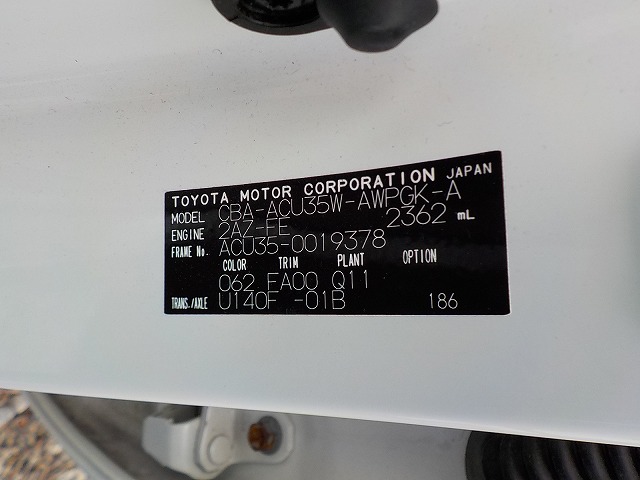 TOYOTA MOTOR CORPORATION JAPAN
MODEL CBA-ACU35W-AWPGK-A
ENGINE 2AZ-FE 2362 mL
FRAME No. ACU35-0019378
COLOR TRIM PLANT OPTION
062 FA00 Q11
TRANS./AXLE U140F -01B 186